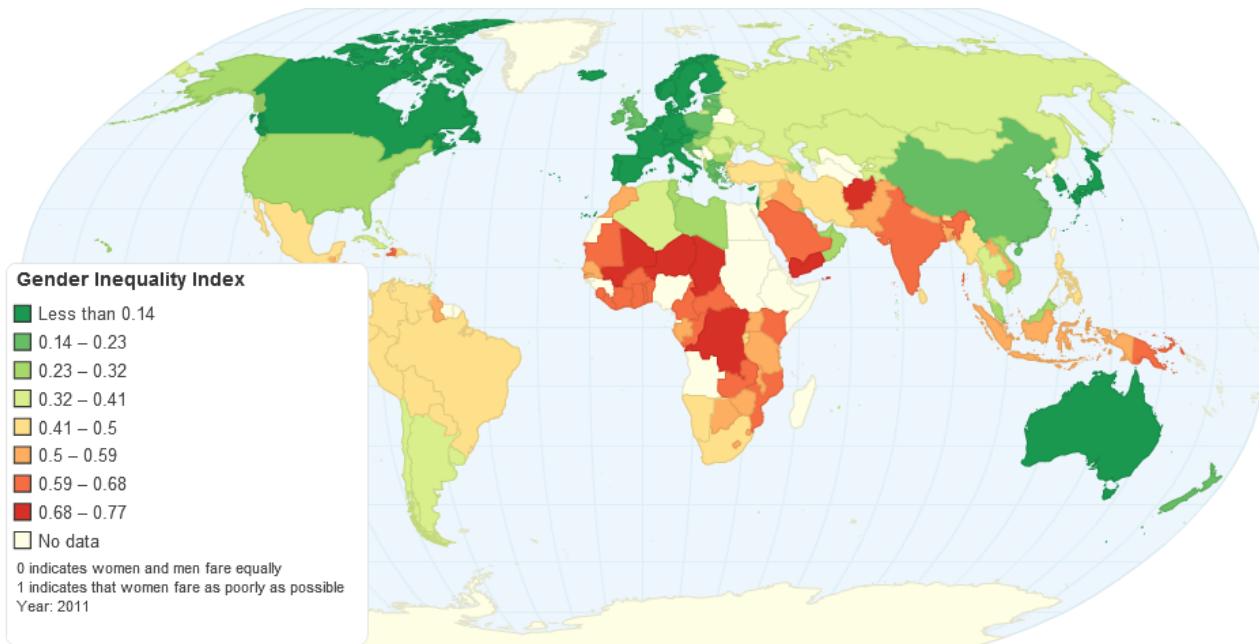 Gender Inequality Index
Less than 0.14
0.14 – 0.23
0.23 – 0.32
0.32 – 0.41
0.41 – 0.5
0.5 – 0.59
0.59 – 0.68
0.68 – 0.77
No data
0 indicates women and men fare equally
1 indicates that women fare as poorly as possible
Year: 2011